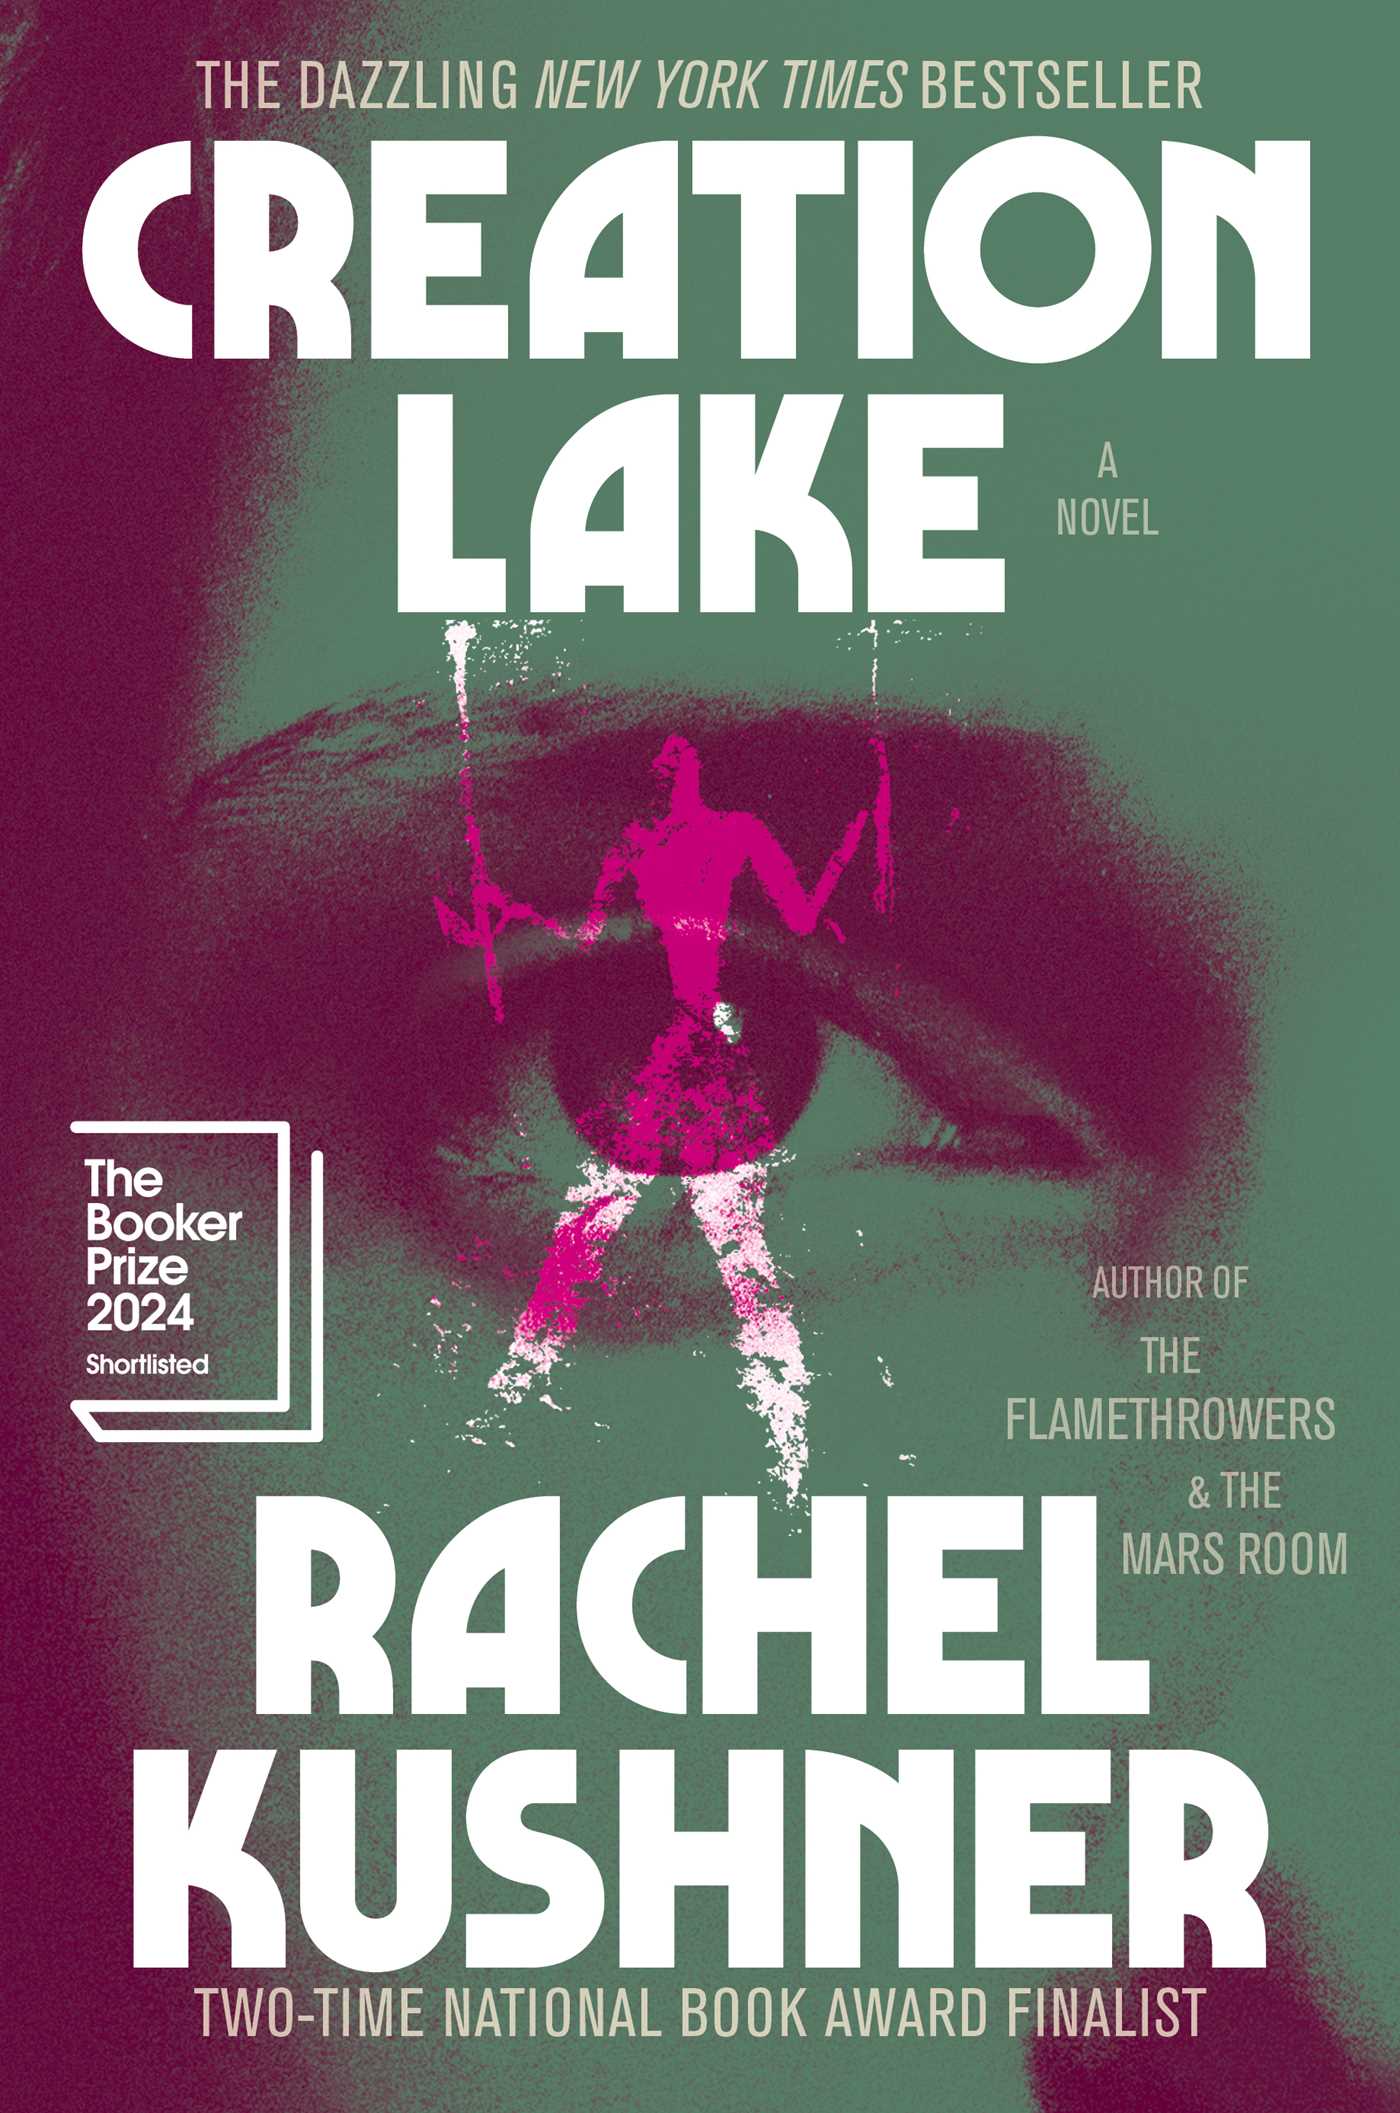 THE DAZZLING NEW YORK TIMES BESTSELLER
CREATION
LAKE
A
NOVEL
The
Booker
Prize
2024
Shortlisted
AUTHOR OF
THE
FLAMETHROWERS
& THE
MARS ROOM
RACHEL
KUSHNER
TWO-TIME NATIONAL BOOK AWARD FINALIST